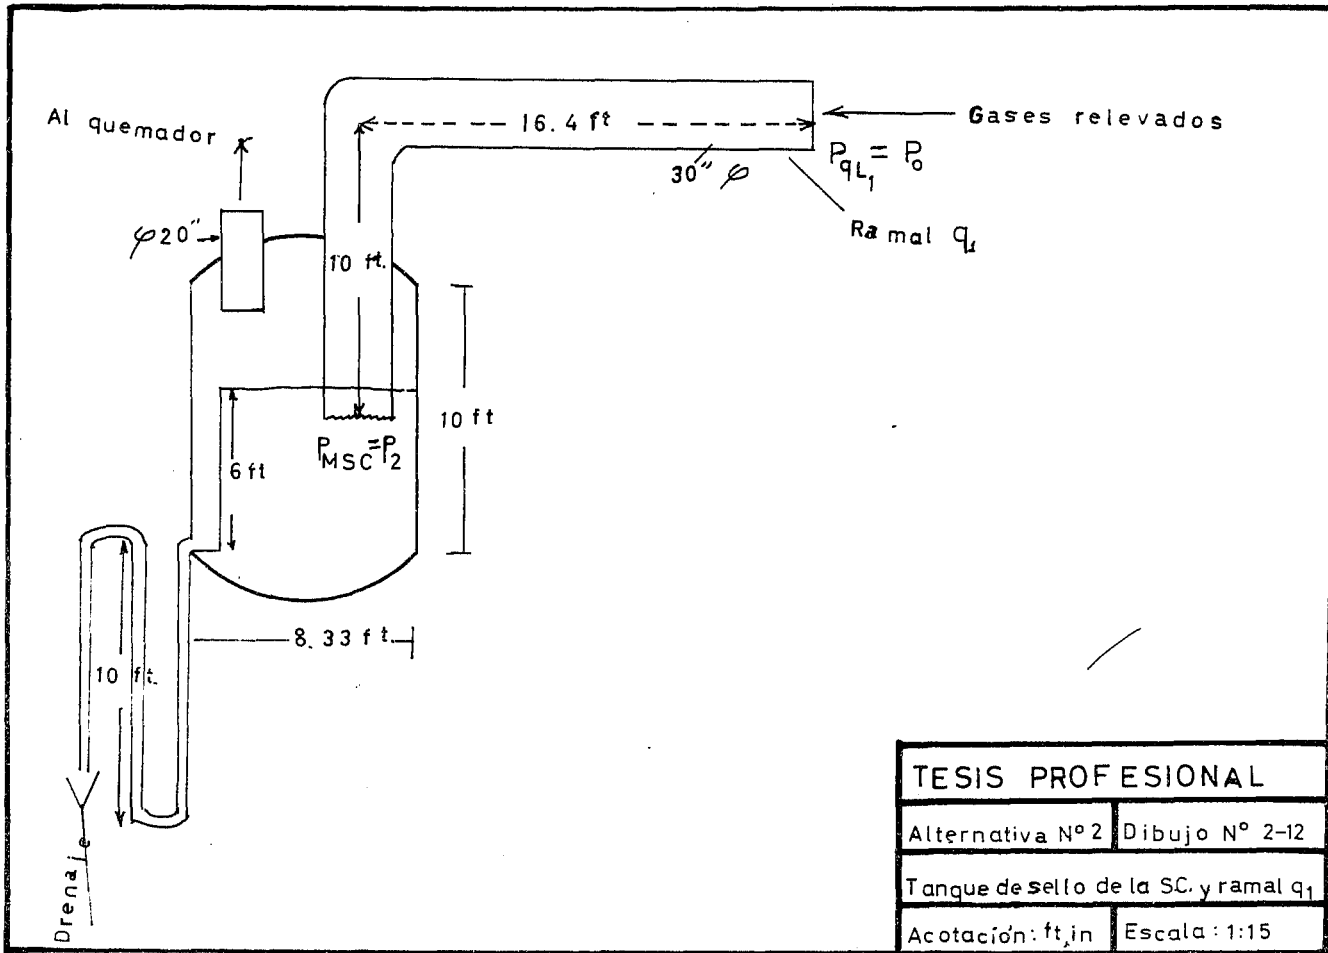 Al quemador
16.4 ft
Gases relevados
30" φ
P_qL₁ = P₀
Ramal q₁
φ20"
10 ft.
10 ft
P_MSC = P₂
6 ft
8.33 ft.
10 ft.
Drenaje
TESIS PROFESIONAL
Alternativa Nº 2
Dibujo Nº 2-12
Tanque de sello de la SC. y ramal q₁
Acotación: ft, in
Escala: 1:15